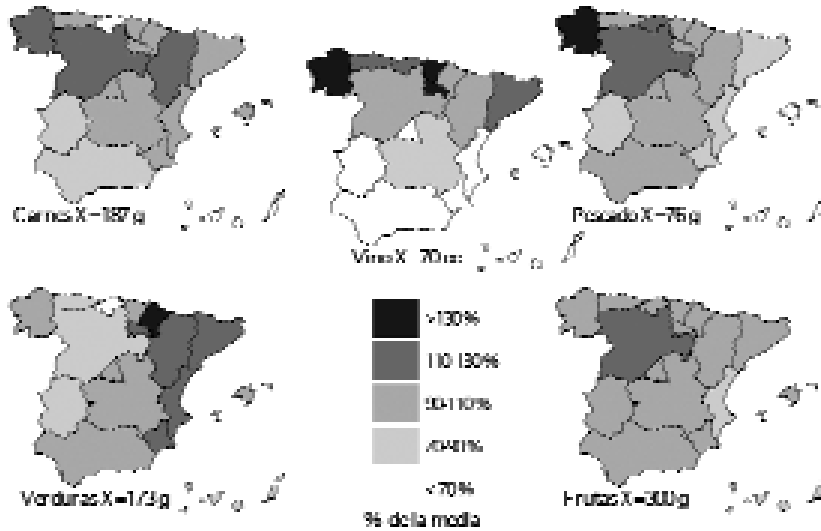 Carnes X=187 g
Vino X=70 cc
Pescado X=76 g
>130%
110-130%
90-110%
70-90%
<70%
% de la media
Verduras X=173 g
Frutas X=300 g